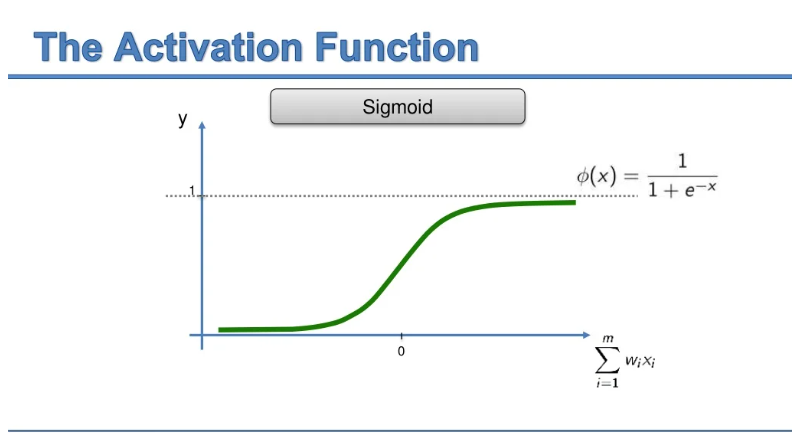 The Activation Function
Sigmoid
y
1
ϕ(x) = 1 / (1 + e^−x)
0
∑_{i=1}^{m} w_i x_i